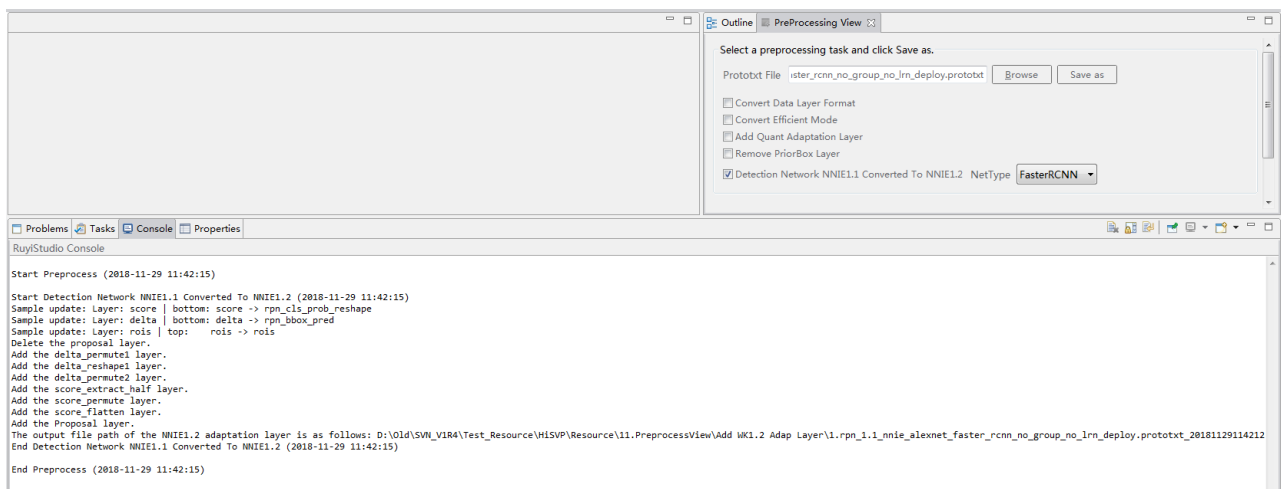 Outline PreProcessing View
Select a preprocessing task and click Save as.
Prototxt File ster_rcnn_no_group_no_lrn_deploy.prototxt Browse Save as
Convert Data Layer Format
Convert Efficient Mode
Add Quant Adaptation Layer
Remove PriorBox Layer
Detection Network NNIE1.1 Converted To NNIE1.2 NetType FasterRCNN
Problems Tasks Console Properties
RuyiStudio Console
Start Preprocess (2018-11-29 11:42:15)
Start Detection Network NNIE1.1 Converted To NNIE1.2 (2018-11-29 11:42:15)
Sample update: Layer: score | bottom: score -> rpn_cls_prob_reshape
Sample update: Layer: delta | bottom: delta -> rpn_bbox_pred
Sample update: Layer: rois | top: rois -> rois
Delete the proposal layer.
Add the delta_permute1 layer.
Add the delta_reshape1 layer.
Add the delta_permute2 layer.
Add the score_extract_half layer.
Add the score_permute layer.
Add the score_flatten layer.
Add the Proposal layer.
The output file path of the NNIE1.2 adaptation layer is as follows: D:\Old\SVN_V1R4\Test_Resource\HiSVP\Resource\11.PreprocessView\Add WK1.2 Adap Layer\1.rpn_1.1_nnie_alexnet_faster_rcnn_no_group_no_lrn_deploy.prototxt_20181129114212
End Detection Network NNIE1.1 Converted To NNIE1.2 (2018-11-29 11:42:15)
End Preprocess (2018-11-29 11:42:15)